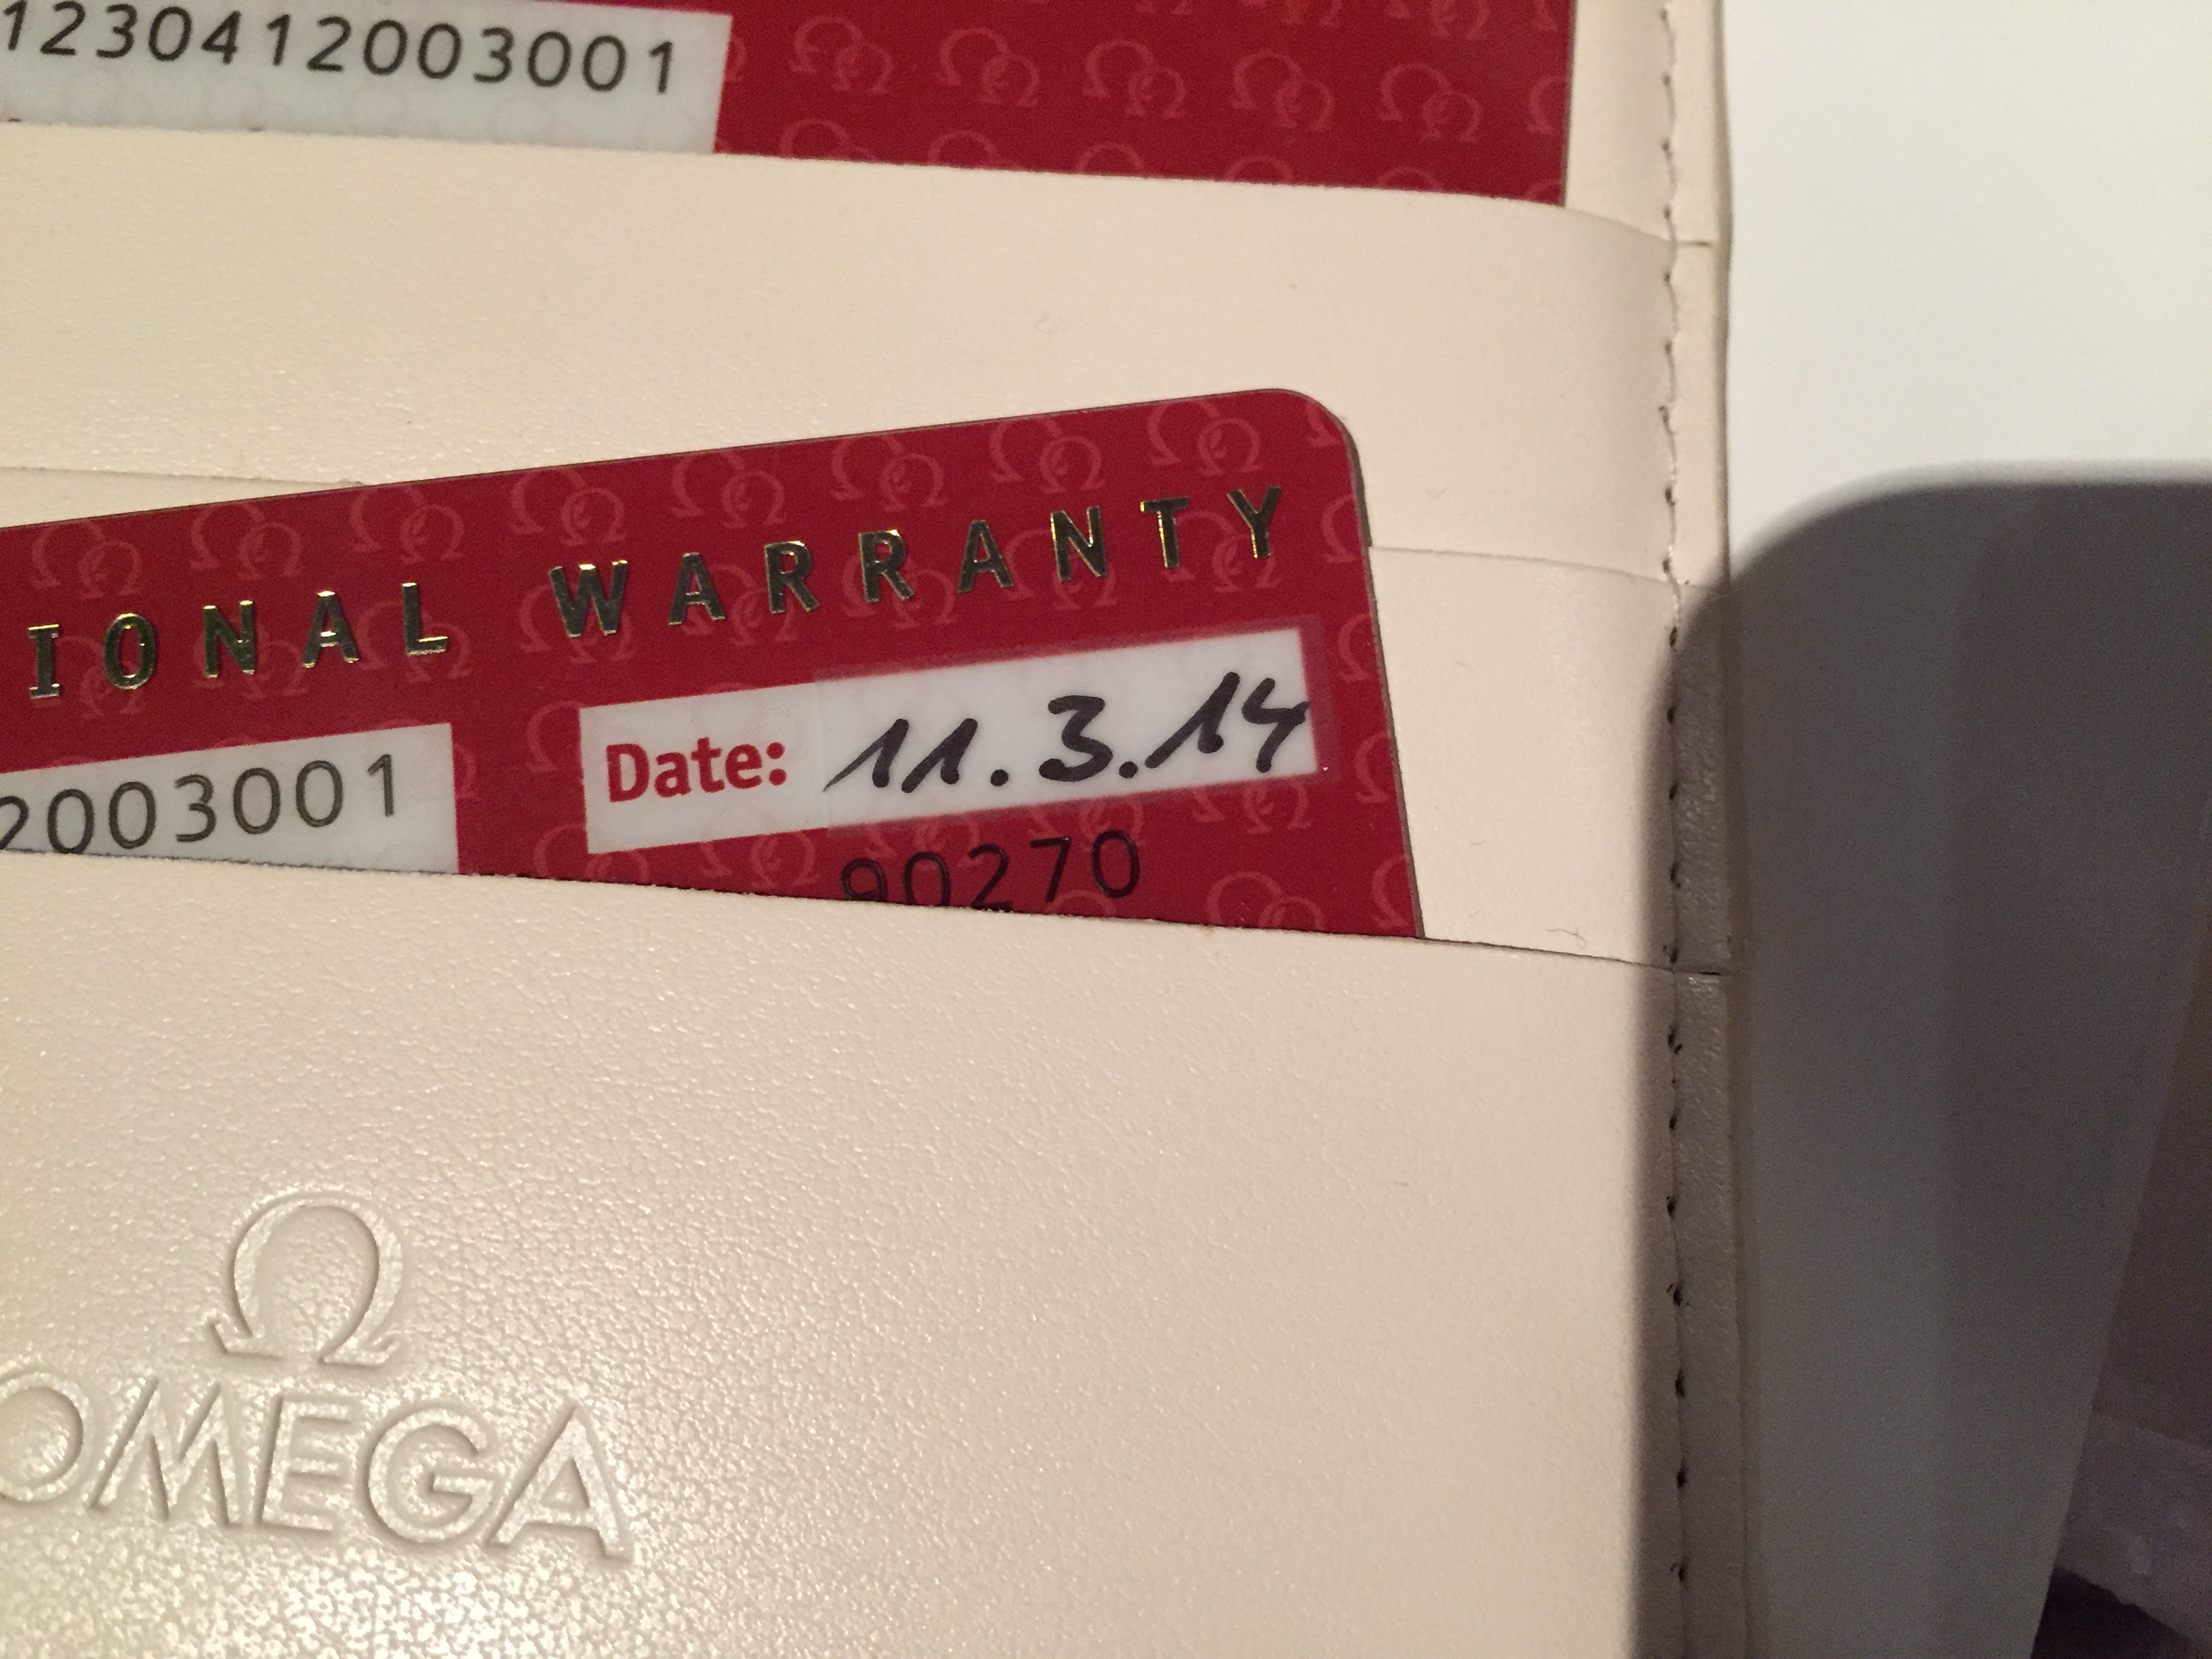 1230412003001
IONAL WARRANTY
Date: 11.3.14
2003001
90270
OMEGA